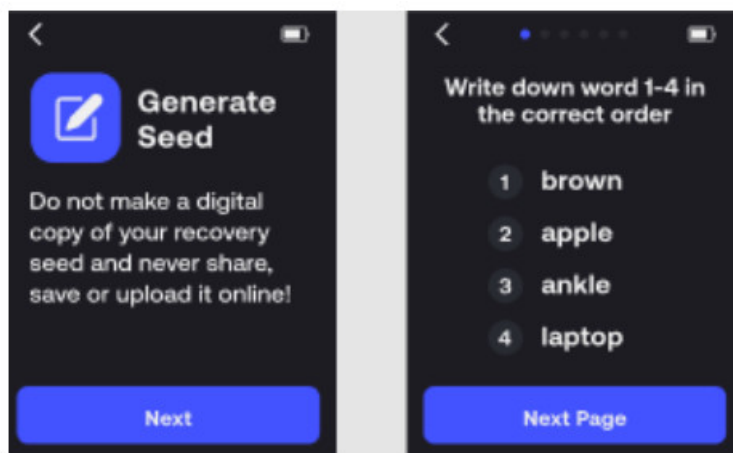 Generate
Seed
Do not make a digital
copy of your recovery
seed and never share,
save or upload it online!
Next
Write down word 1-4 in
the correct order
1 brown
2 apple
3 ankle
4 laptop
Next Page